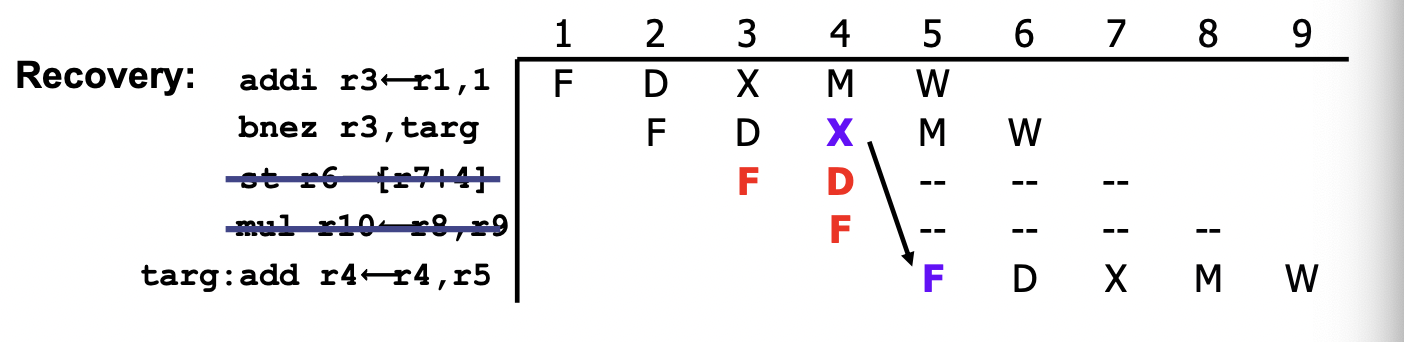 1 2 3 4 5 6 7 8 9
Recovery: addi r3←r1,1 F D X M W
bnez r3,targ F D X M W
st r6←[r7+4] F D -- -- --
mul r10←r8,r9 F -- -- -- --
targ:add r4←r4,r5 F D X M W